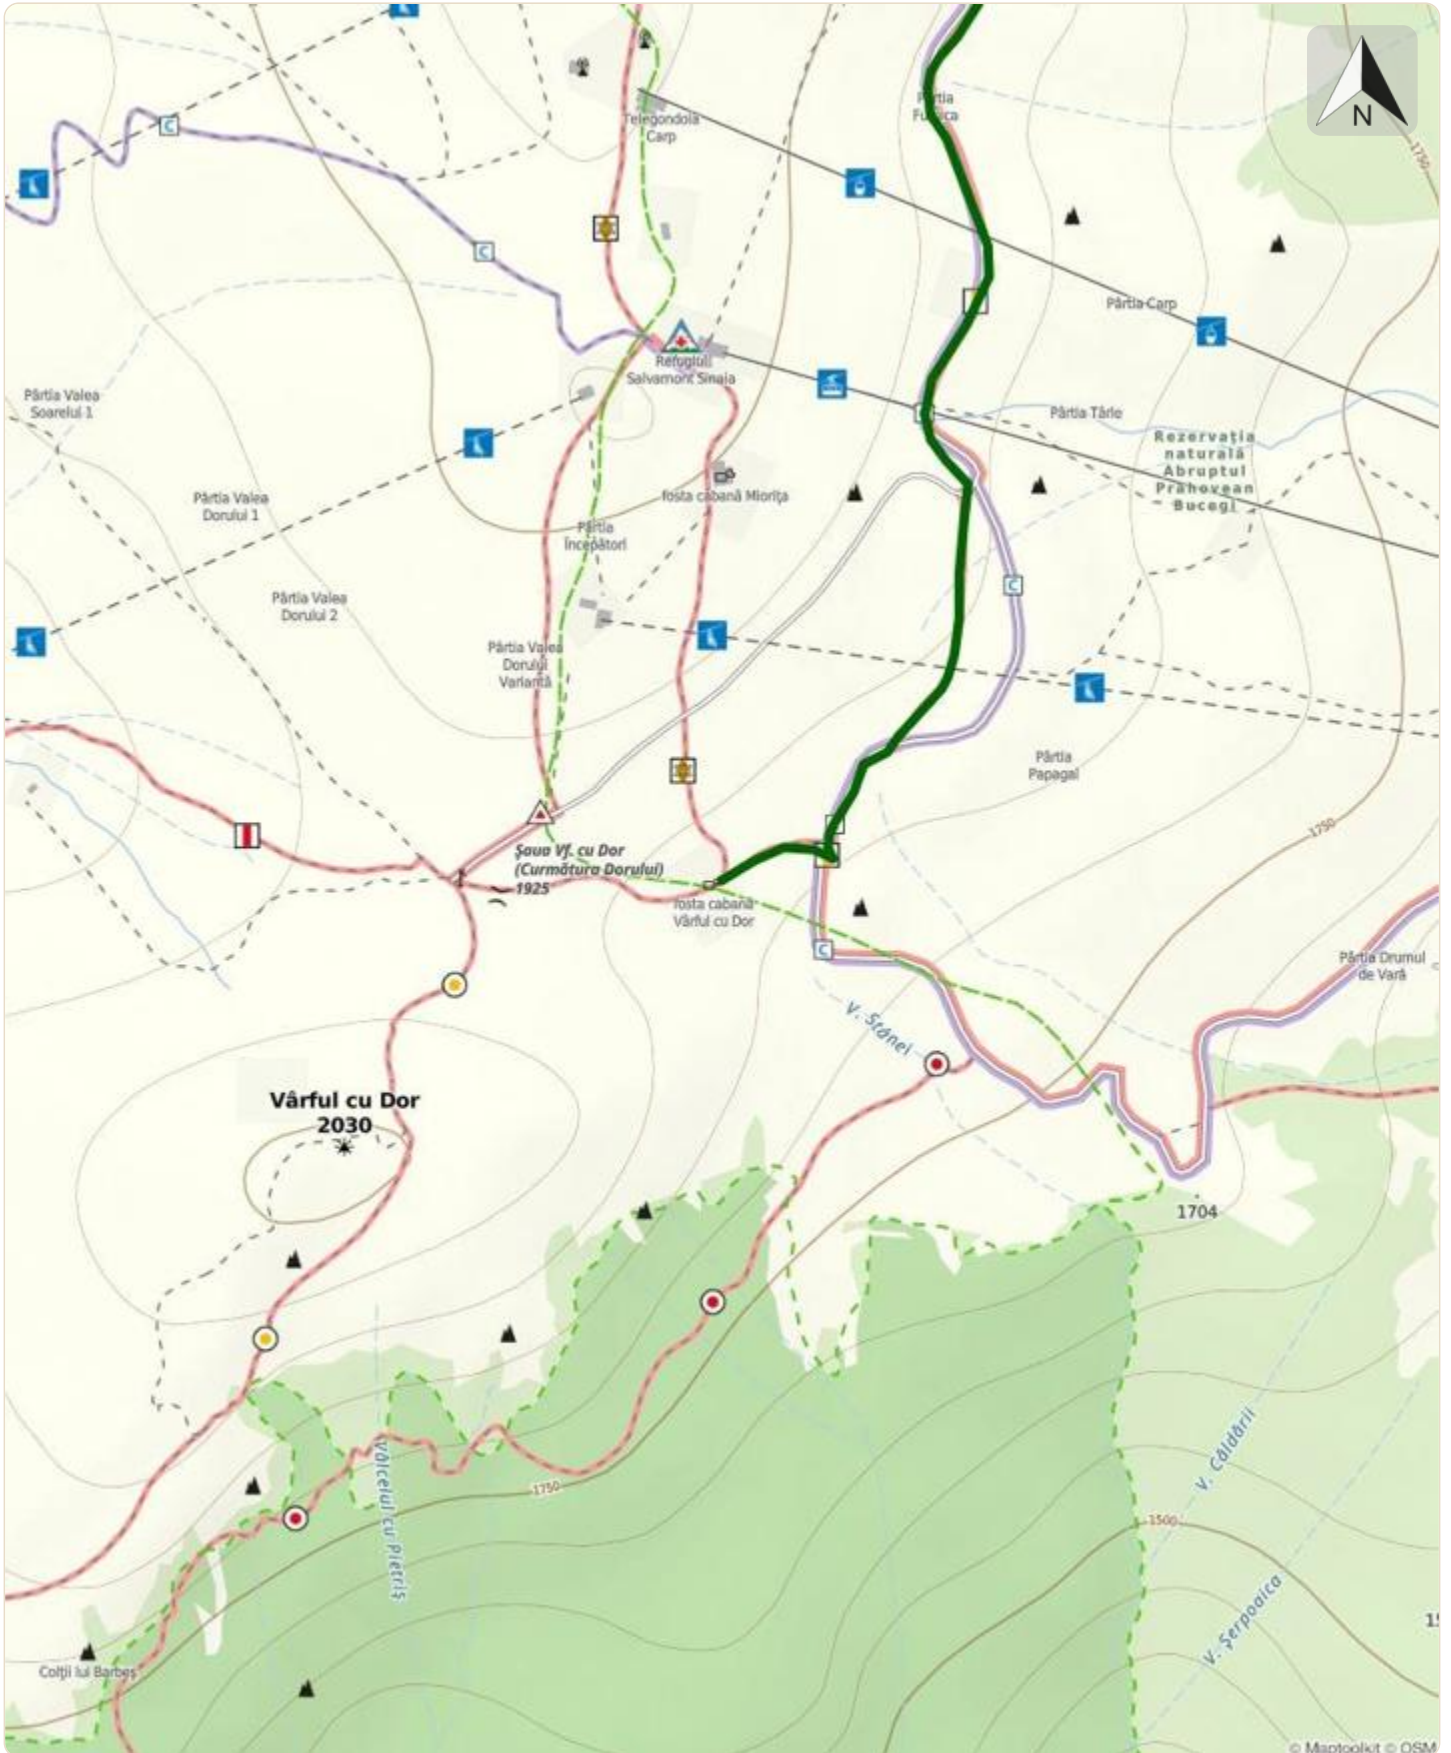 N
Telegondola
Carp
Pârtia
C
1750
C
Pârtia Carp
Refugiul
Salvamont Sinaia
Pârtia Valea
Soarelui 1
Pârtia Târle
Rezervația
naturală
Abruptul
Prahovean
Bucegi
Pârtia Valea
Dorului 1
fosta cabană Miorița
Pârtia
Începători
C
Pârtia Valea
Dorului 2
Pârtia Valea
Dorului
Variantă
Pârtia
Papagal
1750
Șaua Vf. cu Dor
(Curmătura Dorului)
1925
fosta cabană
Vârful cu Dor
C
Pârtia Drumul
de Vară
V. Stânei
Vârful cu Dor
2030
1704
V. Căldării
Vâlcelul cu Pietriș
1750
1500
V. Șerpoaica
Colții lui Barbeș
© Maptoolkit © OSM